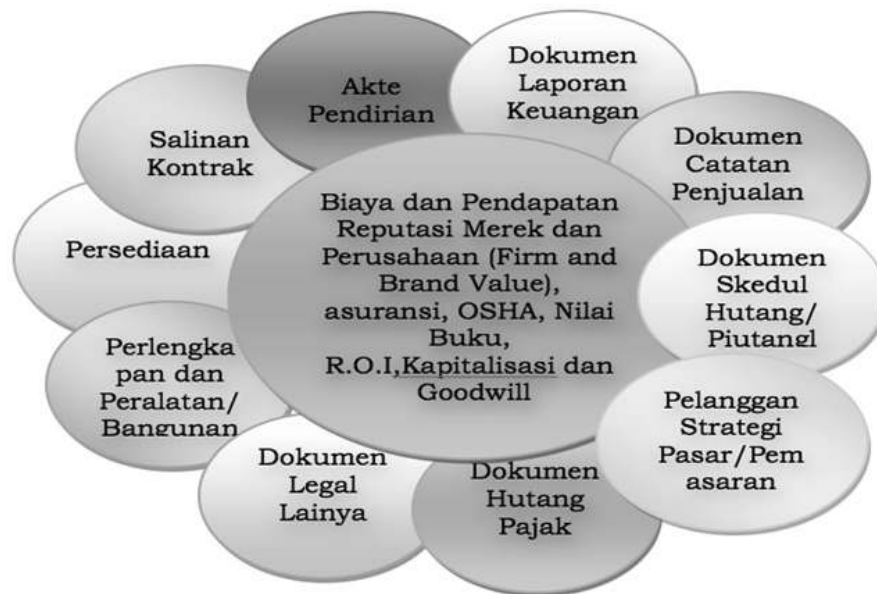 Akte
Pendirian
Dokumen
Laporan
Keuangan
Dokumen
Catatan
Penjualan
Dokumen
Skedul
Hutang/
Piutangl
Pelanggan
Strategi
Pasar/Pem
asaran
Dokumen
Hutang
Pajak
Dokumen
Legal
Lainya
Perlengka
pan dan
Peralatan/
Bangunan
Persediaan
Salinan
Kontrak
Biaya dan Pendapatan
Reputasi Merek dan
Perusahaan (Firm and
Brand Value),
asuransi, OSHA, Nilai
Buku,
R.O.I,Kapitalisasi dan
Goodwill